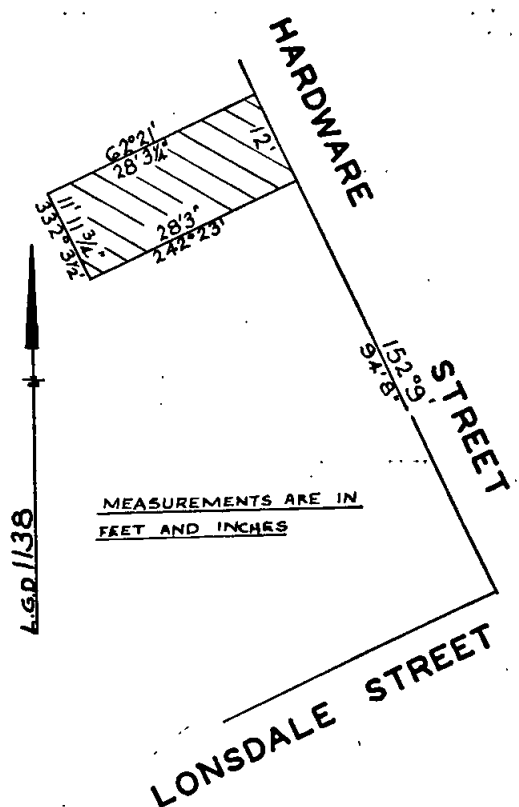 HARDWARE
STREET
62°21'
28'3¼"
12'
11' 11¾"
332° 3½'
28'3"
242°23'
152°9'
94'8"
MEASUREMENTS ARE IN
FEET AND INCHES
L.G.D 1138
LONSDALE STREET